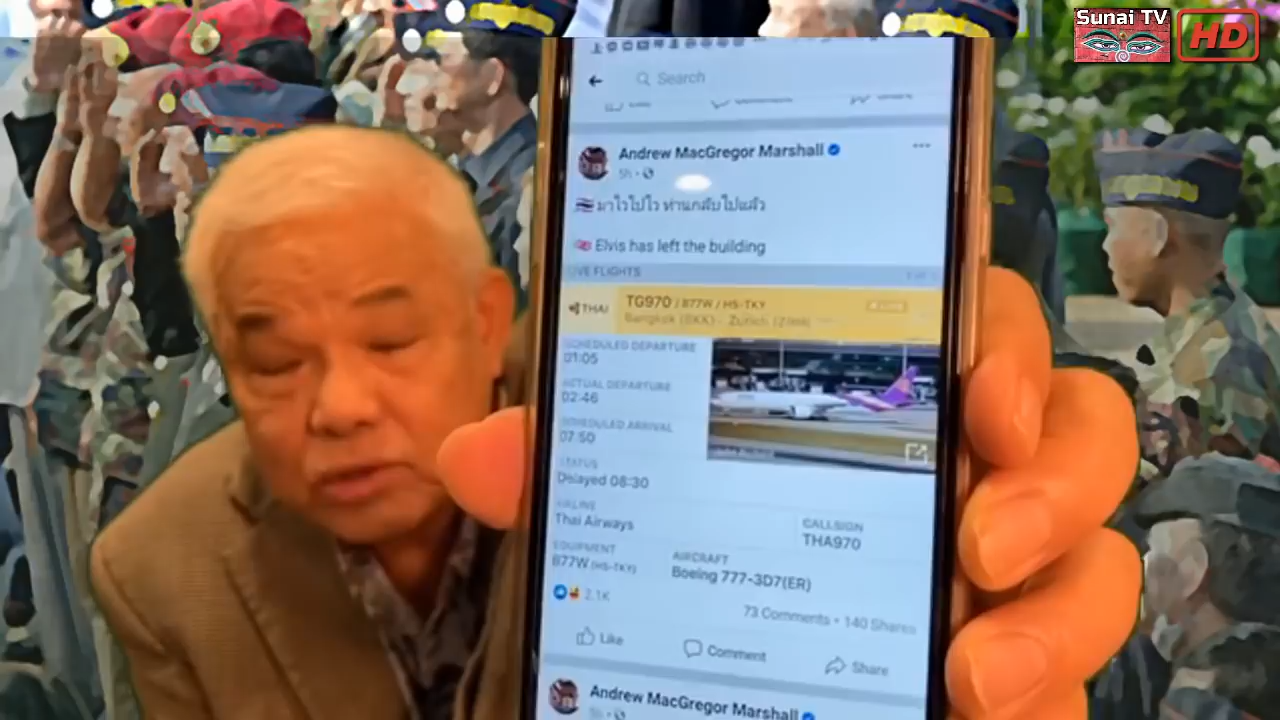 Sunai TV
HD
Search
Andrew MacGregor Marshall
5h
มาไวไปไว ท่านกลับไปแล้ว
Elvis has left the building
LIVE FLIGHTS
THAI
TG970 / B77W / HS-TKY
Bangkok (BKK) - Zurich (ZRH)
SCHEDULED DEPARTURE
01:05
ACTUAL DEPARTURE
02:46
SCHEDULED ARRIVAL
07:50
STATUS
Delayed 08:30
AIRLINE
Thai Airways
CALLSIGN
THA970
EQUIPMENT
B77W (HS-TKY)
AIRCRAFT
Boeing 777-3D7(ER)
2.1K
73 Comments • 140 Shares
Like
Comment
Share
Andrew MacGregor Marshall